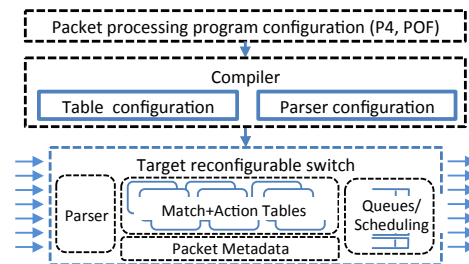 Packet processing program configuration (P4, POF)
Compiler
Table configuration
Parser configuration
Target reconfigurable switch
Parser
Match+Action Tables
Queues/
Scheduling
Packet Metadata